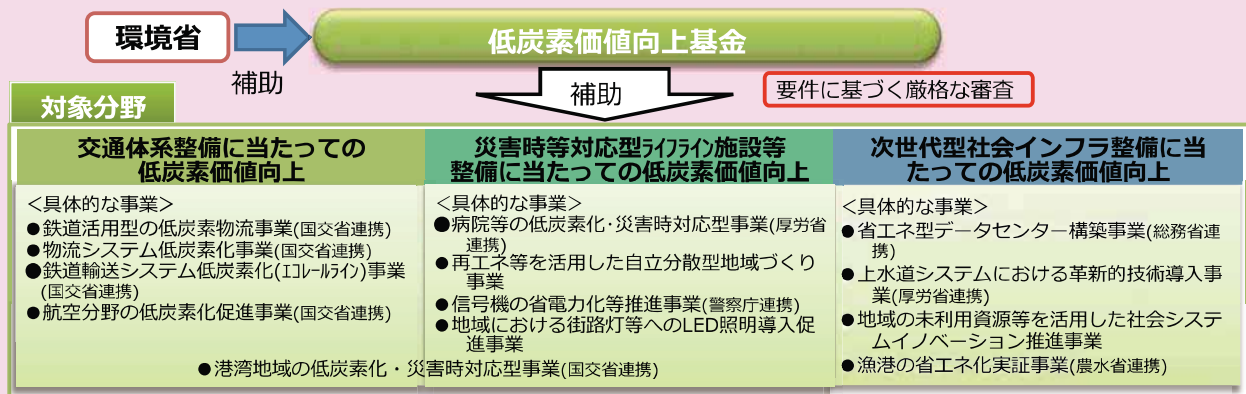 環境省
補助
低炭素価値向上基金
補助
要件に基づく厳格な審査
対象分野
交通体系整備に当たっての
低炭素価値向上
＜具体的な事業＞
●鉄道活用型の低炭素物流事業(国交省連携)
●物流システム低炭素化事業(国交省連携)
●鉄道輸送システム低炭素化(ｴｺﾚｰﾙﾗｲﾝ)事業
(国交省連携)
●航空分野の低炭素化促進事業(国交省連携)
災害時等対応型ﾗｲﾌﾗｲﾝ施設等
整備に当たっての低炭素価値向上
＜具体的な事業＞
●病院等の低炭素化･災害時対応型事業(厚労省
連携)
●再エネ等を活用した自立分散型地域づくり
事業
●信号機の省電力化等推進事業(警察庁連携)
●地域における街路灯等へのLED照明導入促
進事業
●港湾地域の低炭素化・災害時対応型事業(国交省連携)
次世代型社会インフラ整備に当
たっての低炭素価値向上
＜具体的な事業＞
●省エネ型データセンター構築事業(総務省連
携)
●上水道システムにおける革新的技術導入事
業(厚労省連携)
●地域の未利用資源等を活用した社会システ
ムイノベーション推進事業
●漁港の省エネ化実証事業(農水省連携)